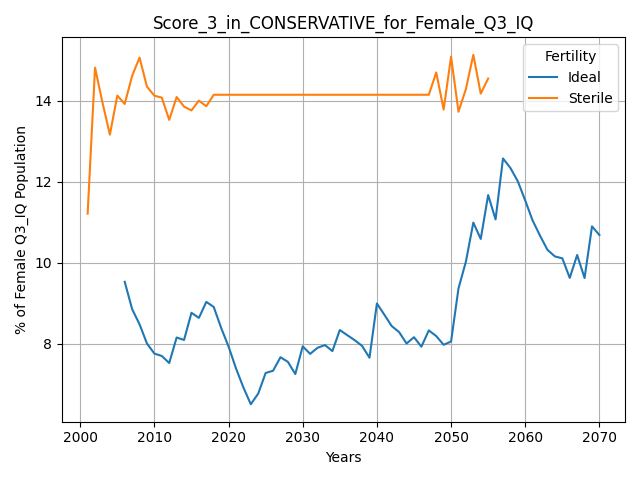 Score_3_in_CONSERVATIVE_for_Female_Q3_IQ
Fertility
Ideal
Sterile
% of Female Q3_IQ Population
14
12
10
8
2000 2010 2020 2030 2040 2050 2060 2070
Years